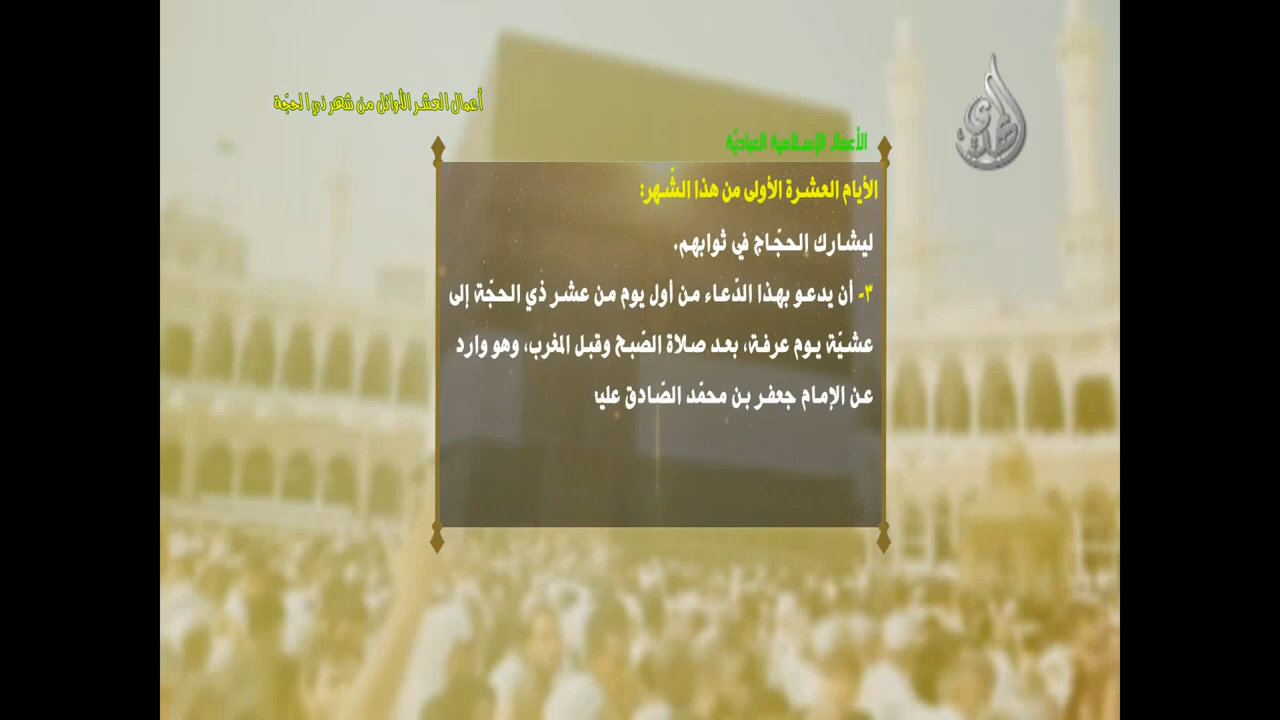 أعمال العشر الأوائل من شهر ذي الحجّة
الأعمال الإسلامية العباديّة
الأيام العشرة الأولى من هذا الشّهر:
ليشارك الحجّاج في ثوابهم.
٣- أن يدعو بهذا الدّعاء من أول يوم من عشر ذي الحجّة إلى
عشيّة يوم عرفة، بعد صلاة الصّبح وقبل المغرب، وهو وارد
عن الإمام جعفر بن محمّد الصّادق عليه